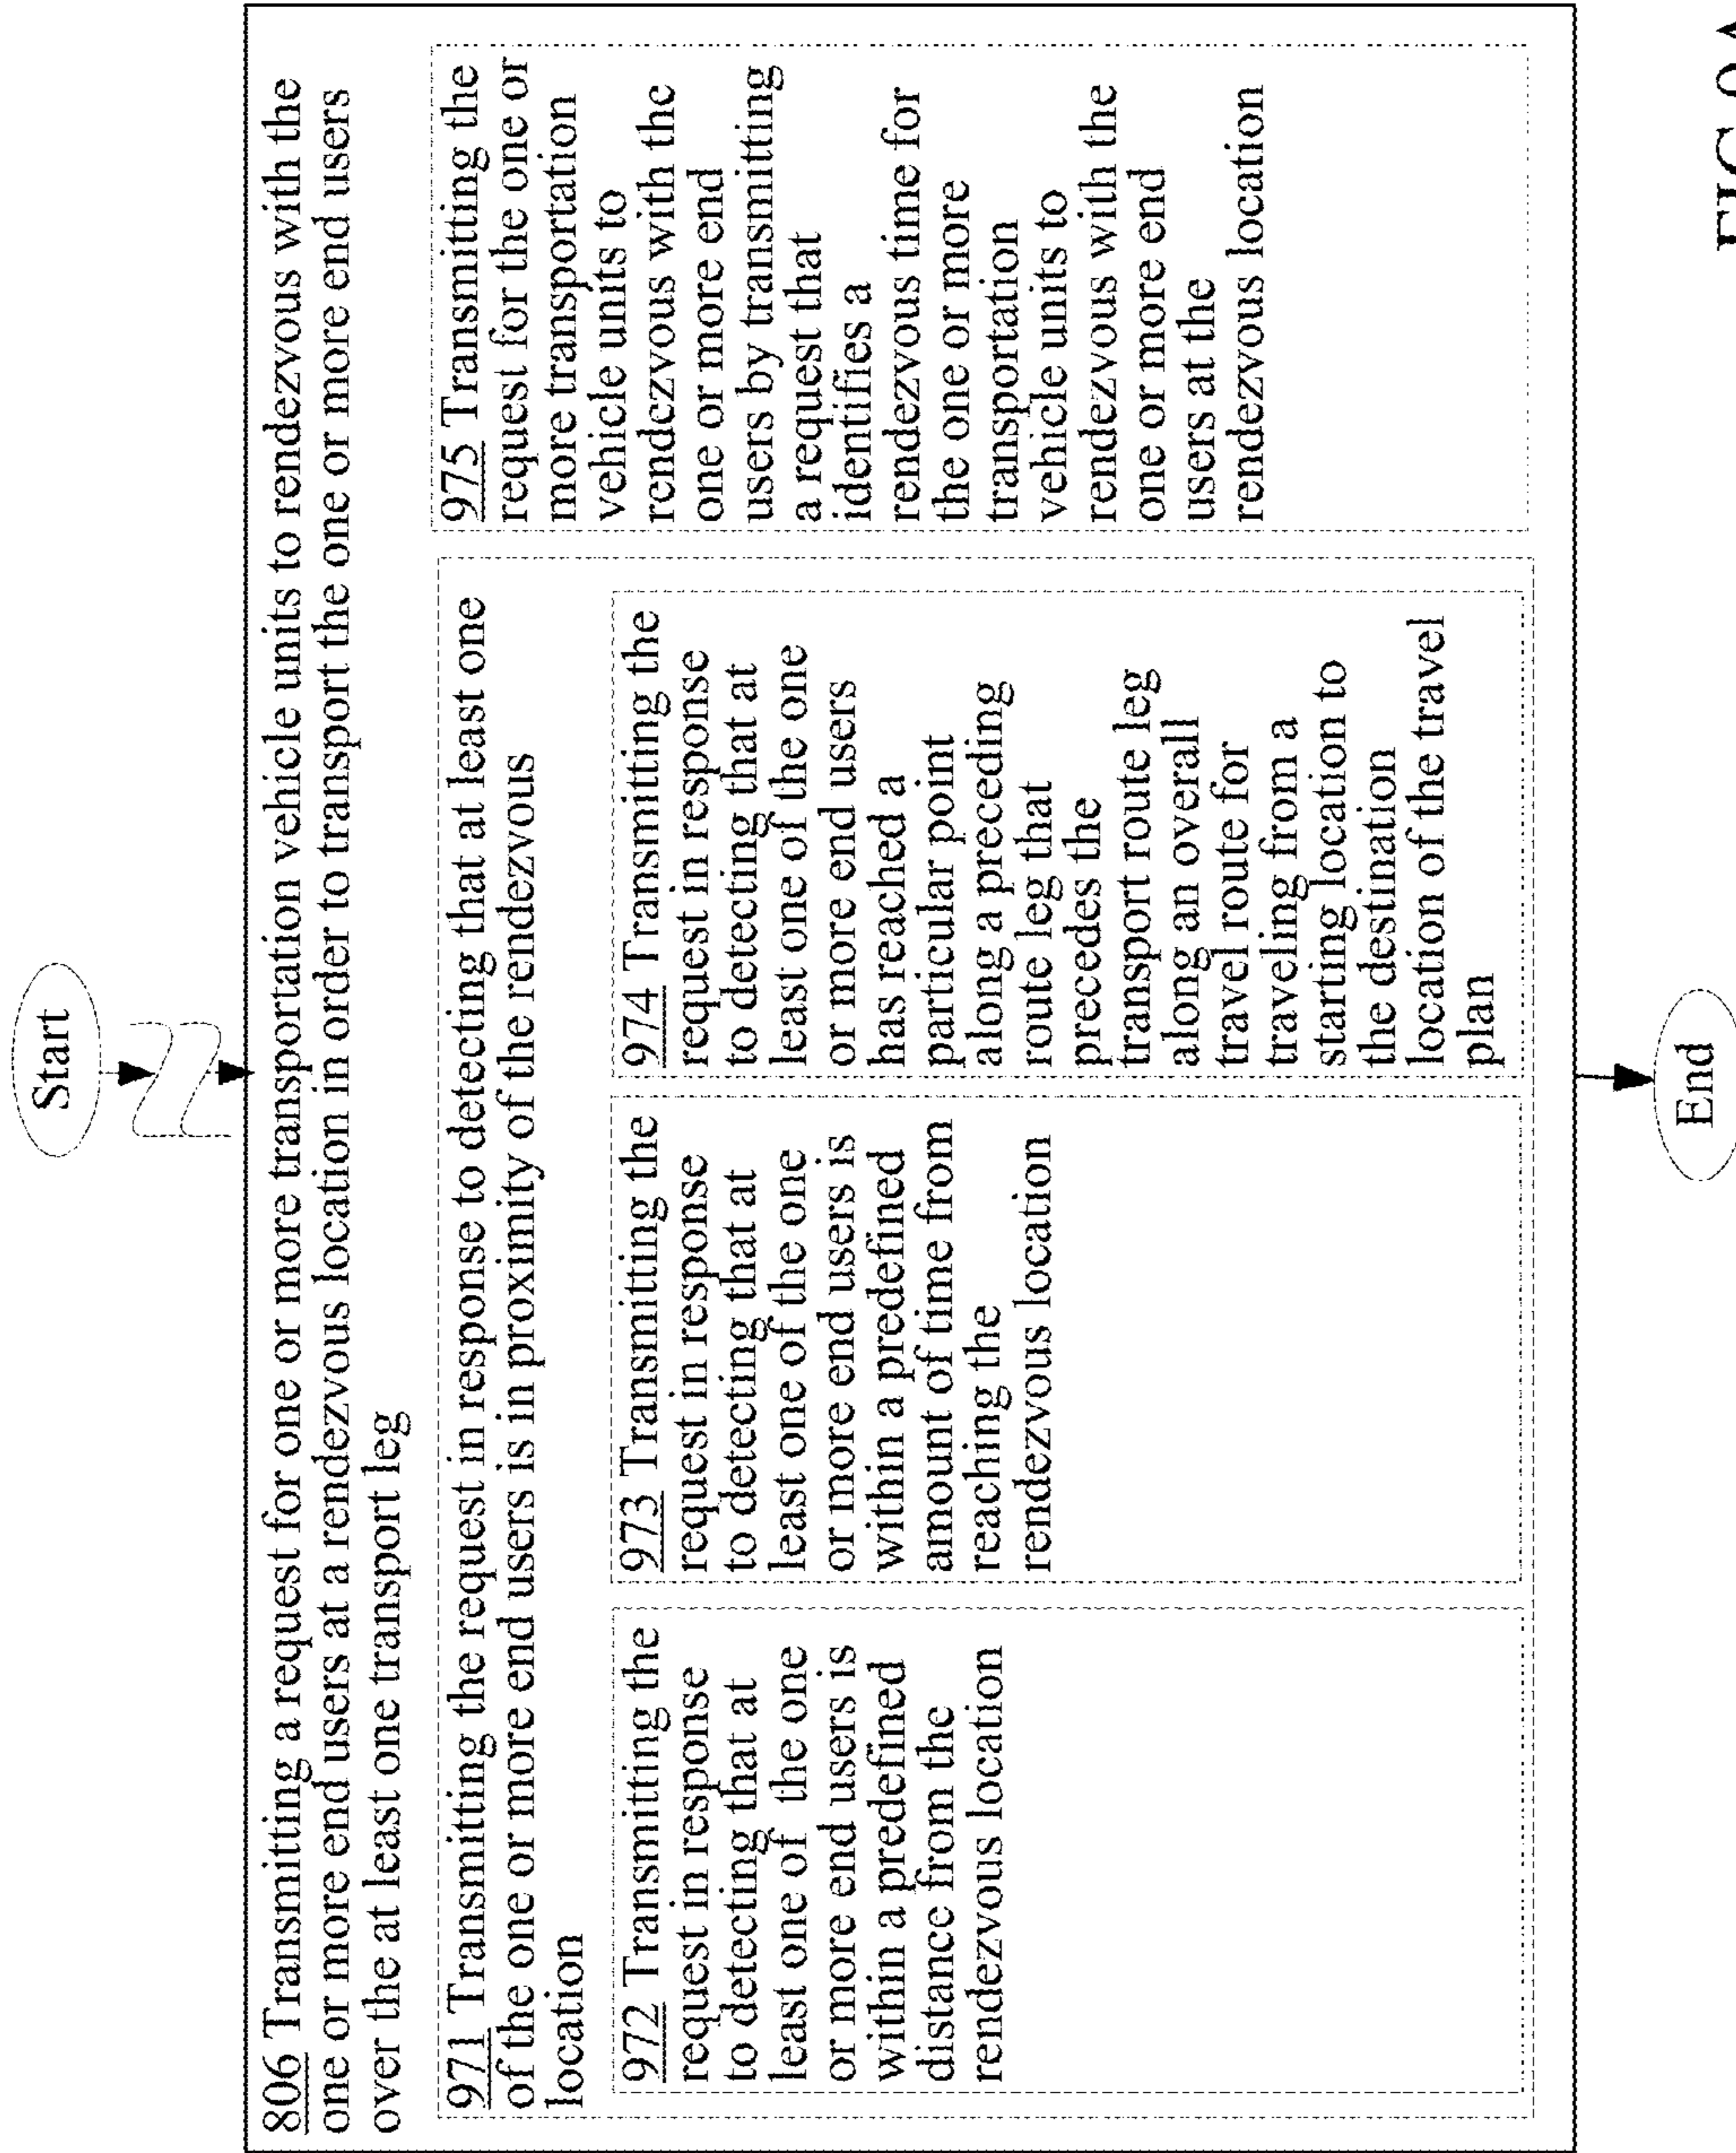 Start
806 Transmitting a request for one or more transportation vehicle units to rendezvous with the
one or more end users at a rendezvous location in order to transport the one or more end users
over the at least one transport leg
971 Transmitting the request in response to detecting that at least one
of the one or more end users is in proximity of the rendezvous
location
972 Transmitting the
request in response
to detecting that at
least one of the one
or more end users is
within a predefined
distance from the
rendezvous location
973 Transmitting the
request in response
to detecting that at
least one of the one
or more end users is
within a predefined
amount of time from
reaching the
rendezvous location
974 Transmitting the
request in response
to detecting that at
least one of the one
or more end users
has reached a
particular point
along a preceding
route leg that
precedes the
transport route leg
along an overall
travel route for
traveling from a
starting location to
the destination
location of the travel
plan
975 Transmitting the
request for the one or
more transportation
vehicle units to
rendezvous with the
one or more end
users by transmitting
a request that
identifies a
rendezvous time for
the one or more
transportation
vehicle units to
rendezvous with the
one or more end
users at the
rendezvous location
End